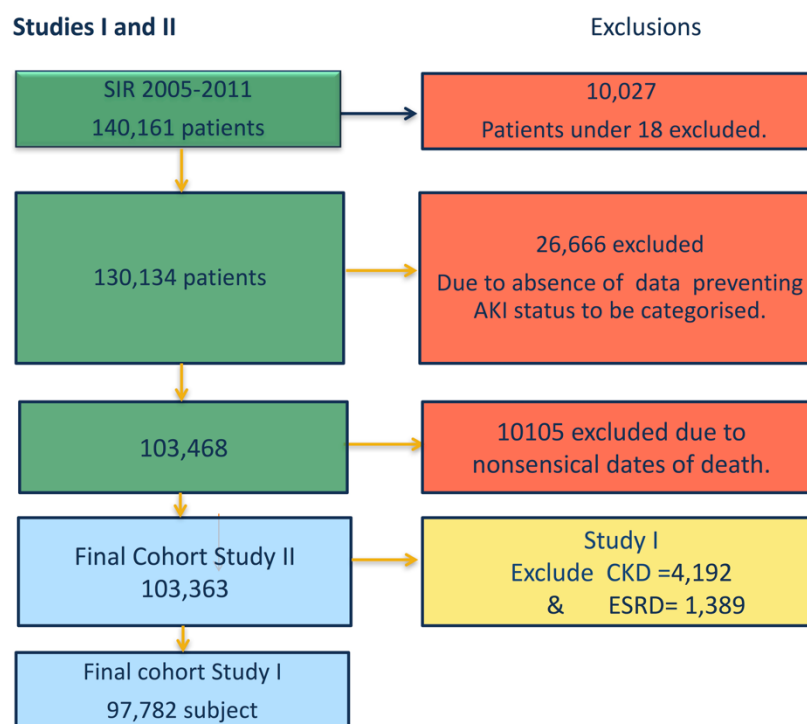 Studies I and II
Exclusions
SIR 2005-2011
140,161 patients
10,027
Patients under 18 excluded.
130,134 patients
26,666 excluded
Due to absence of data preventing
AKI status to be categorised.
103,468
10105 excluded due to
nonsensical dates of death.
Final Cohort Study II
103,363
Study I
Exclude CKD =4,192
& ESRD= 1,389
Final cohort Study I
97,782 subject